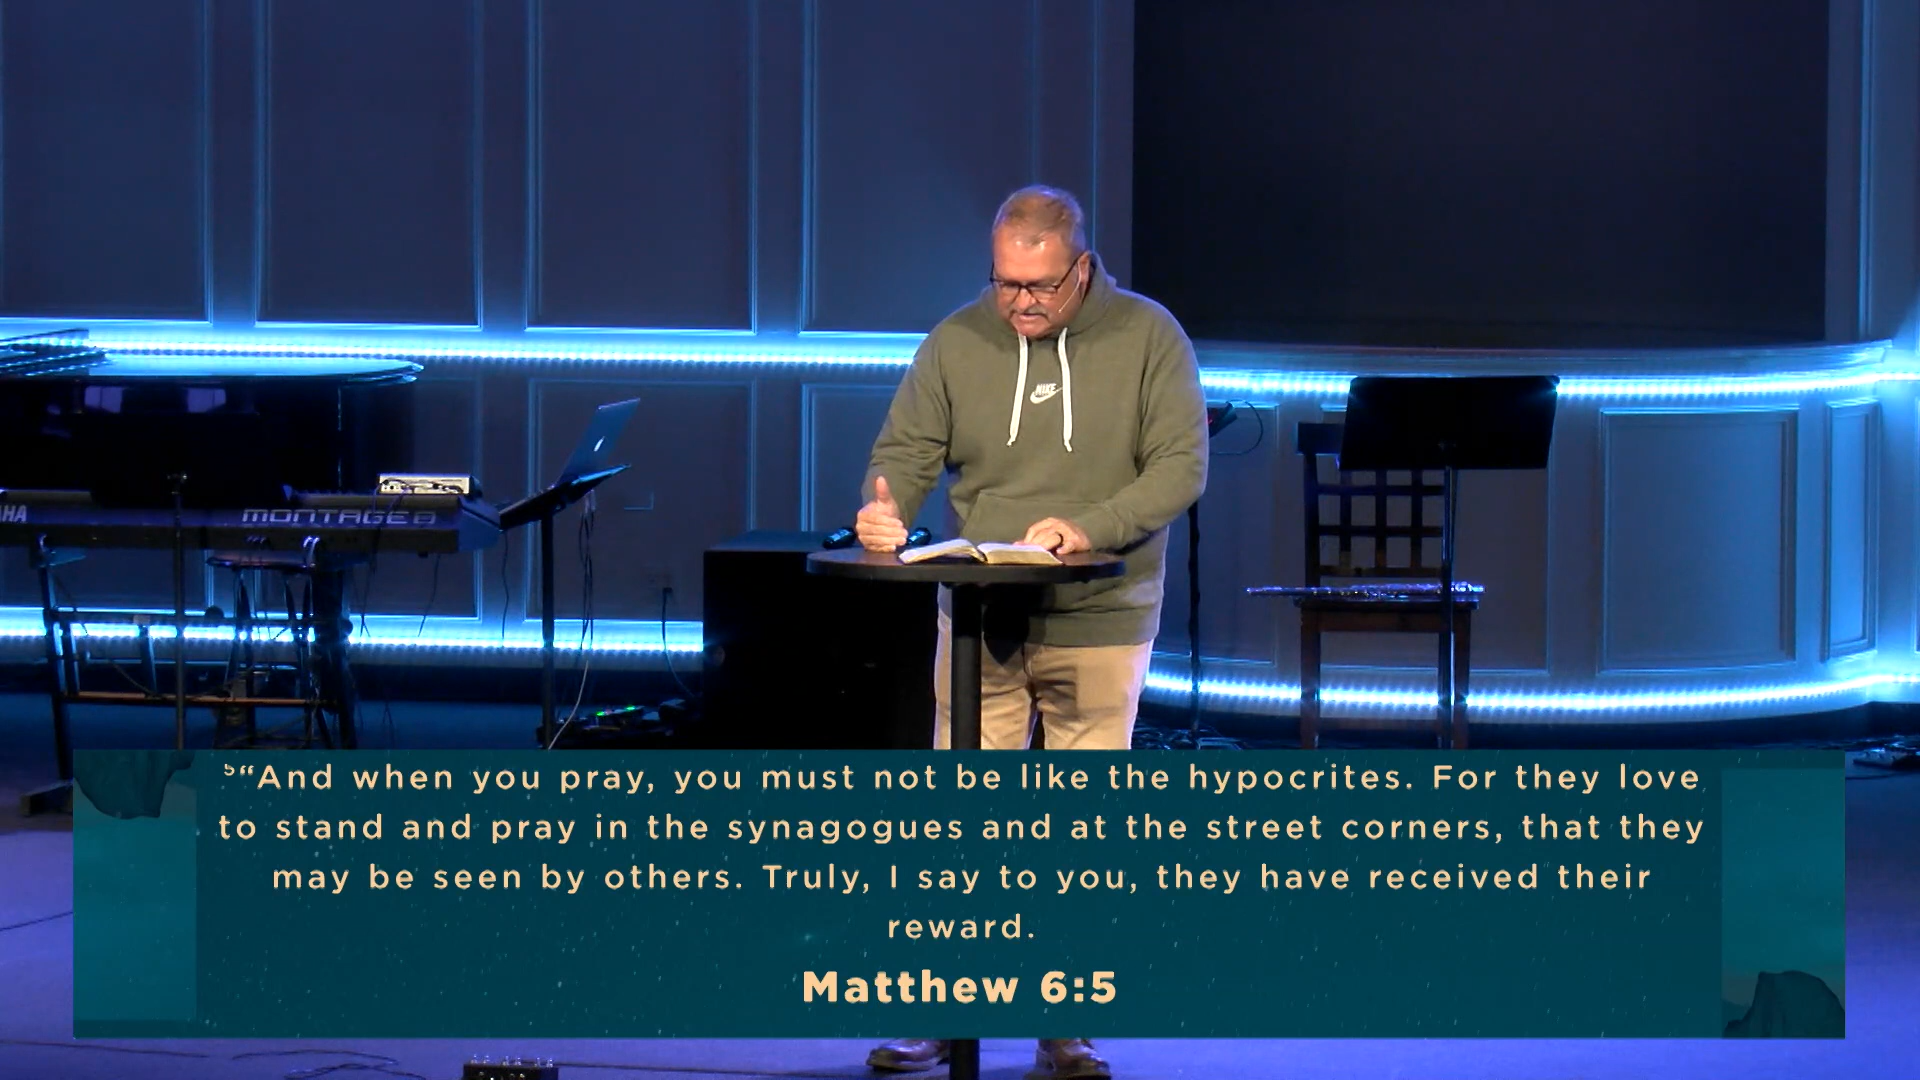 NIKE
AHA
MONTAGE 8
⁵“And when you pray, you must not be like the hypocrites. For they love
to stand and pray in the synagogues and at the street corners, that they
may be seen by others. Truly, I say to you, they have received their
reward.
Matthew 6:5